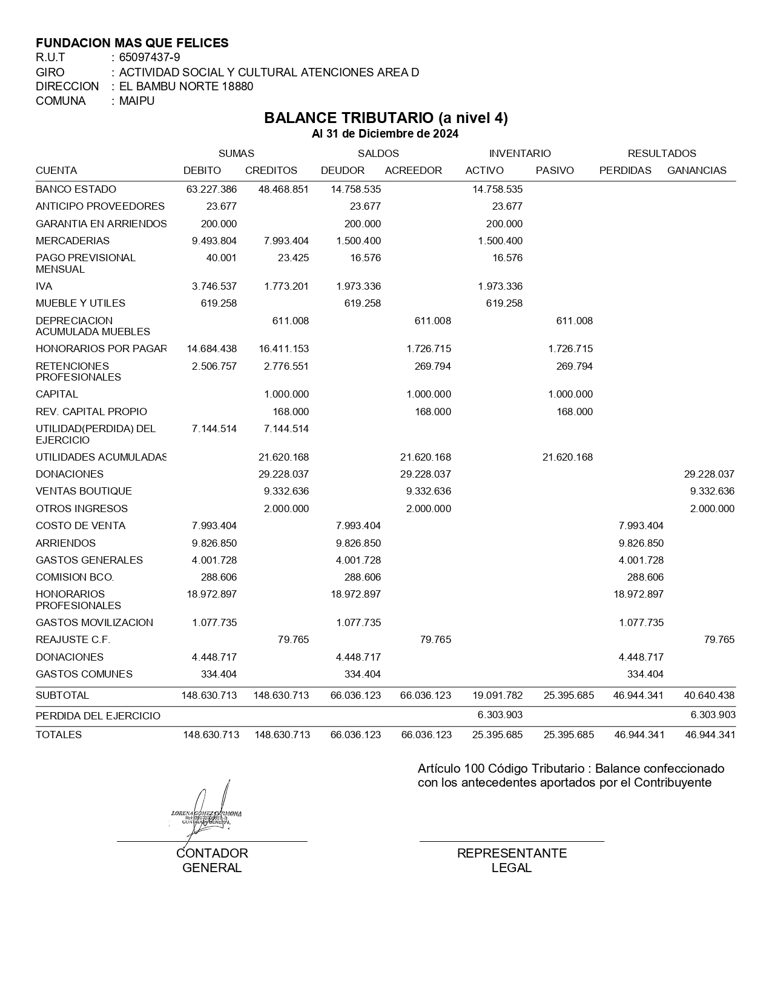 FUNDACION MAS QUE FELICES
R.U.T : 65097437-9
GIRO : ACTIVIDAD SOCIAL Y CULTURAL ATENCIONES AREA D
DIRECCION : EL BAMBU NORTE 18880
COMUNA : MAIPU
BALANCE TRIBUTARIO (a nivel 4)
Al 31 de Diciembre de 2024
SUMAS SALDOS INVENTARIO RESULTADOS
CUENTA DEBITO CREDITOS DEUDOR ACREEDOR ACTIVO PASIVO PERDIDAS GANANCIAS
BANCO ESTADO 63.227.386 48.468.851 14.758.535 14.758.535
ANTICIPO PROVEEDORES 23.677 23.677 23.677
GARANTIA EN ARRIENDOS 200.000 200.000 200.000
MERCADERIAS 9.493.804 7.993.404 1.500.400 1.500.400
PAGO PREVISIONAL 40.001 23.425 16.576 16.576
MENSUAL
IVA 3.746.537 1.773.201 1.973.336 1.973.336
MUEBLE Y UTILES 619.258 619.258 619.258
DEPRECIACION 611.008 611.008 611.008
ACUMULADA MUEBLES
HONORARIOS POR PAGAR 14.684.438 16.411.153 1.726.715 1.726.715
RETENCIONES 2.506.757 2.776.551 269.794 269.794
PROFESIONALES
CAPITAL 1.000.000 1.000.000 1.000.000
REV. CAPITAL PROPIO 168.000 168.000 168.000
UTILIDAD(PERDIDA) DEL 7.144.514 7.144.514
EJERCICIO
UTILIDADES ACUMULADAS 21.620.168 21.620.168 21.620.168
DONACIONES 29.228.037 29.228.037 29.228.037
VENTAS BOUTIQUE 9.332.636 9.332.636 9.332.636
OTROS INGRESOS 2.000.000 2.000.000 2.000.000
COSTO DE VENTA 7.993.404 7.993.404 7.993.404
ARRIENDOS 9.826.850 9.826.850 9.826.850
GASTOS GENERALES 4.001.728 4.001.728 4.001.728
COMISION BCO. 288.606 288.606 288.606
HONORARIOS 18.972.897 18.972.897 18.972.897
PROFESIONALES
GASTOS MOVILIZACION 1.077.735 1.077.735 1.077.735
REAJUSTE C.F. 79.765 79.765 79.765
DONACIONES 4.448.717 4.448.717 4.448.717
GASTOS COMUNES 334.404 334.404 334.404
SUBTOTAL 148.630.713 148.630.713 66.036.123 66.036.123 19.091.782 25.395.685 46.944.341 40.640.438
PERDIDA DEL EJERCICIO 6.303.903 6.303.903
TOTALES 148.630.713 148.630.713 66.036.123 66.036.123 25.395.685 25.395.685 46.944.341 46.944.341
Artículo 100 Código Tributario : Balance confeccionado
con los antecedentes aportados por el Contribuyente
LORENA GOMEZ CARMONA
CONTADOR GENERAL
CONTADOR
GENERAL
REPRESENTANTE
LEGAL